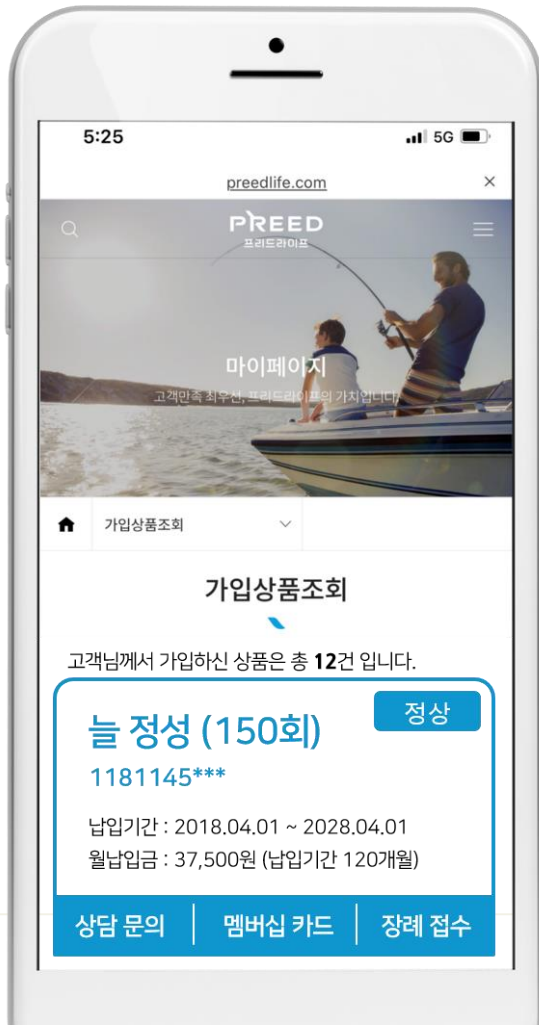 5:25
5G
preedlife.com
×
PREED
프리드라이프
마이페이지
고객만족 최우선, 프리드라이프의 가치입니다.
가입상품조회
가입상품조회
고객님께서 가입하신 상품은 총 12건 입니다.
정상
늘 정성 (150회)
1181145***
납입기간 : 2018.04.01 ~ 2028.04.01
월납입금 : 37,500원 (납입기간 120개월)
상담 문의
멤버십 카드
장례 접수